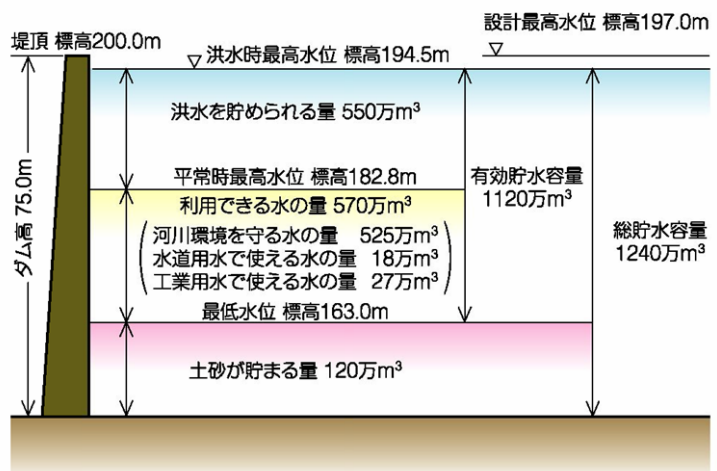 設計最高水位 標高197.0m
堤頂 標高200.0m
洪水時最高水位 標高194.5m
洪水を貯められる量 550万m³
平常時最高水位 標高182.8m
有効貯水容量
1120万m³
利用できる水の量 570万m³
河川環境を守る水の量 525万m³
水道用水で使える水の量 18万m³
工業用水で使える水の量 27万m³
総貯水容量
1240万m³
ダム高 75.0m
最低水位 標高163.0m
土砂が貯まる量 120万m³